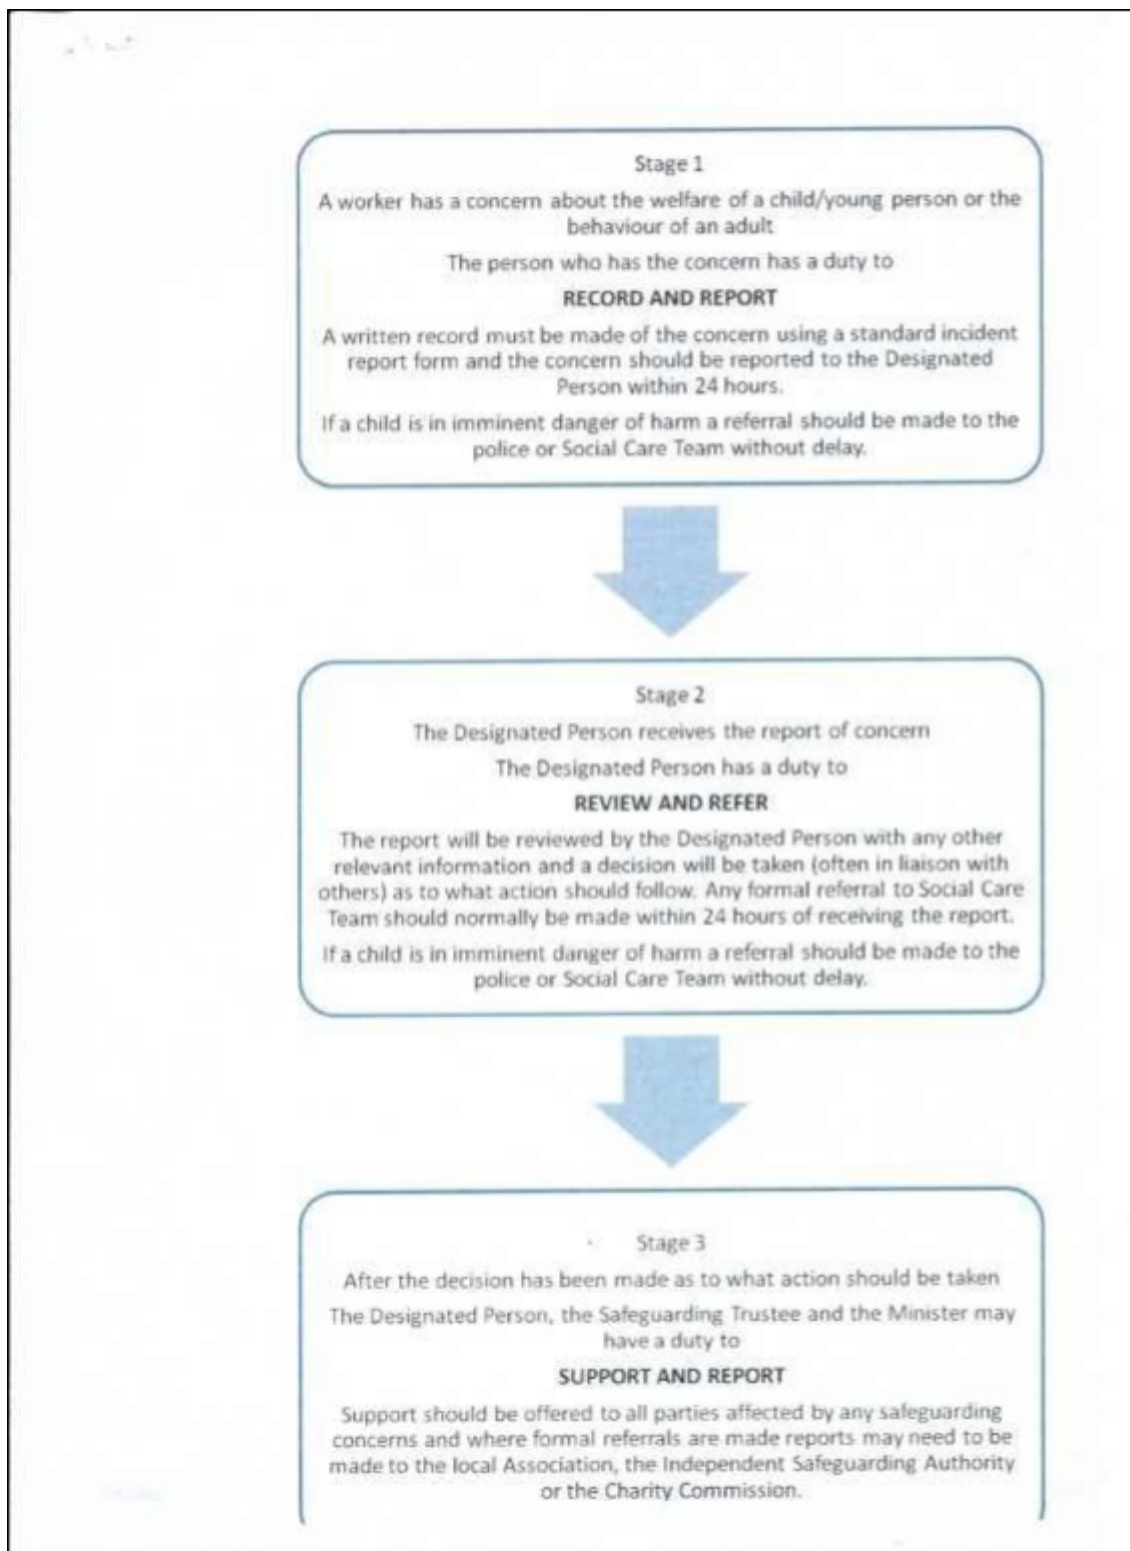 Stage 1
A worker has a concern about the welfare of a child/young person or the
behaviour of an adult
The person who has the concern has a duty to
RECORD AND REPORT
A written record must be made of the concern using a standard incident
report form and the concern should be reported to the Designated
Person within 24 hours.
If a child is in imminent danger of harm a referral should be made to the
police or Social Care Team without delay.
Stage 2
The Designated Person receives the report of concern
The Designated Person has a duty to
REVIEW AND REFER
The report will be reviewed by the Designated Person with any other
relevant information and a decision will be taken (often in liaison with
others) as to what action should follow. Any formal referral to Social Care
Team should normally be made within 24 hours of receiving the report.
If a child is in imminent danger of harm a referral should be made to the
police or Social Care Team without delay.
Stage 3
After the decision has been made as to what action should be taken
The Designated Person, the Safeguarding Trustee and the Minister may
have a duty to
SUPPORT AND REPORT
Support should be offered to all parties affected by any safeguarding
concerns and where formal referrals are made reports may need to be
made to the local Association, the Independent Safeguarding Authority
or the Charity Commission.